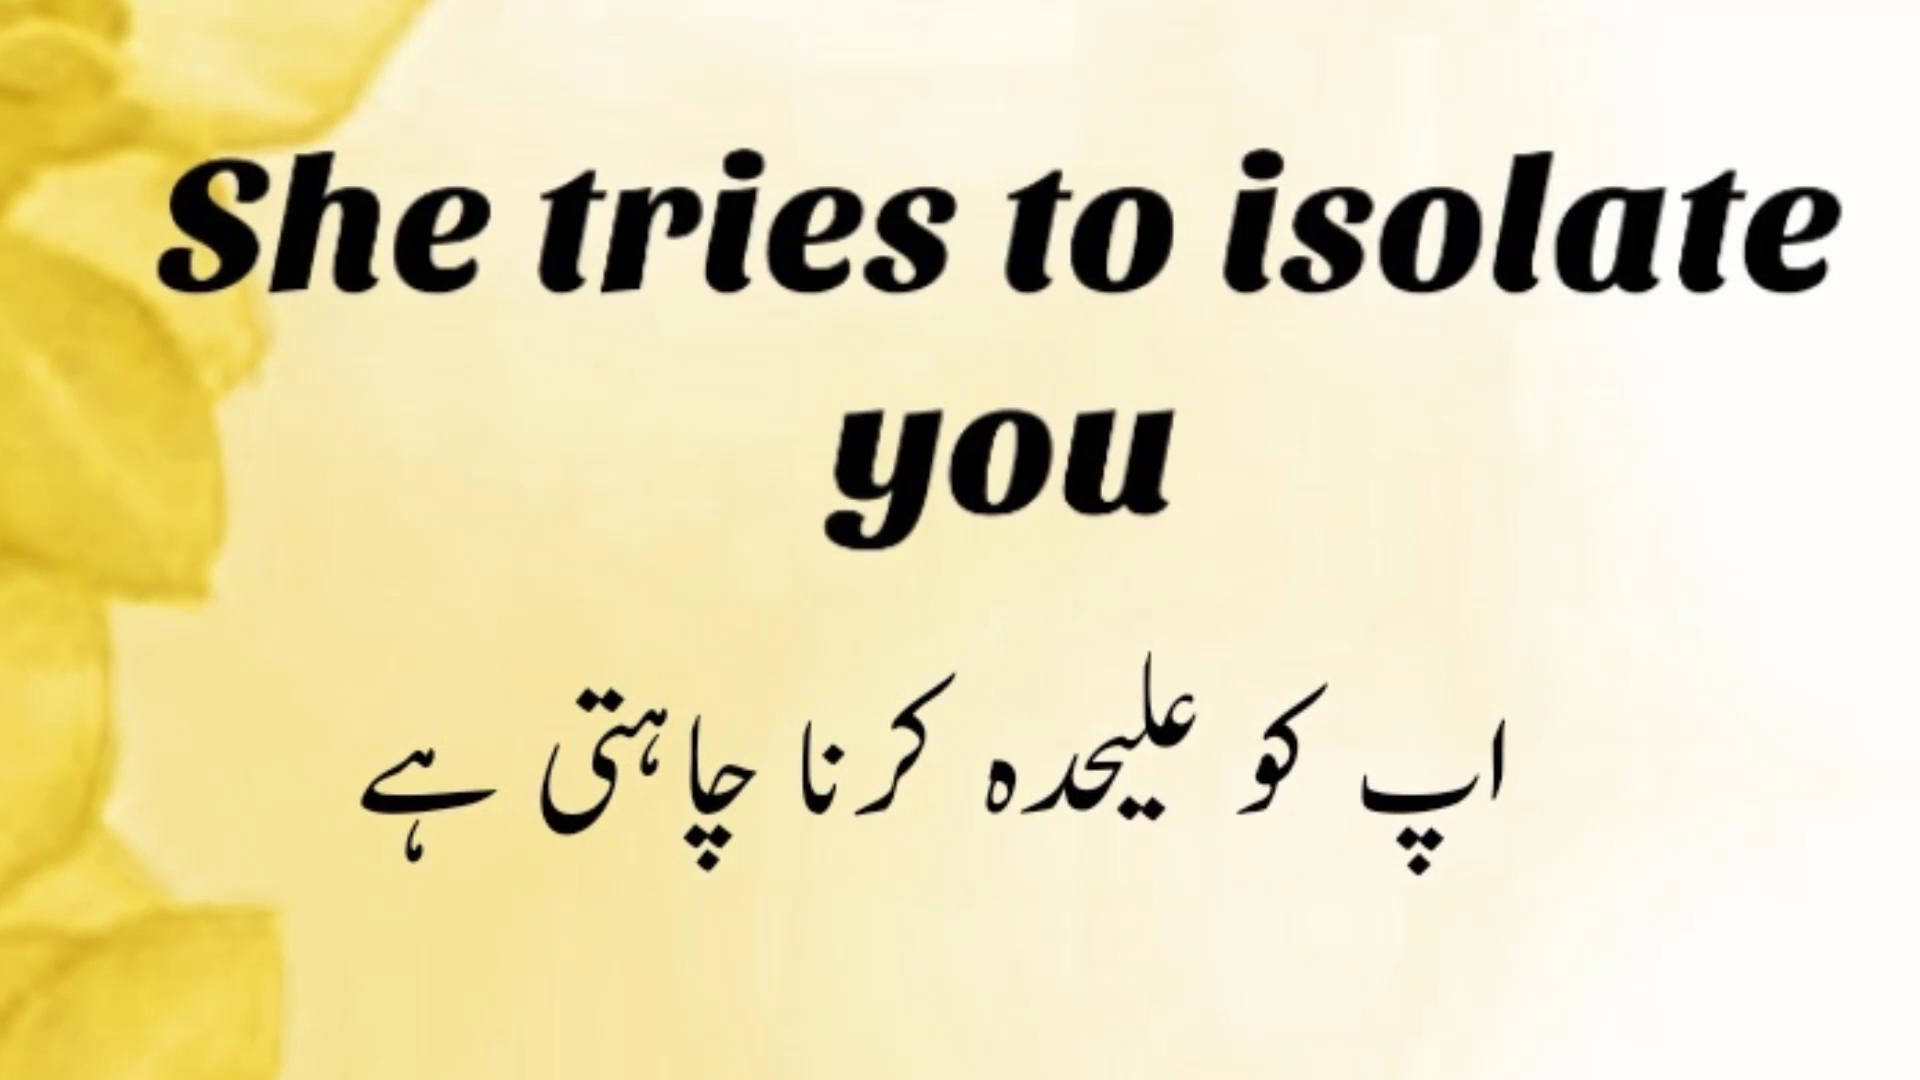 She tries to isolate
you
اپ کو علیحدہ کرنا چاہتی ہے